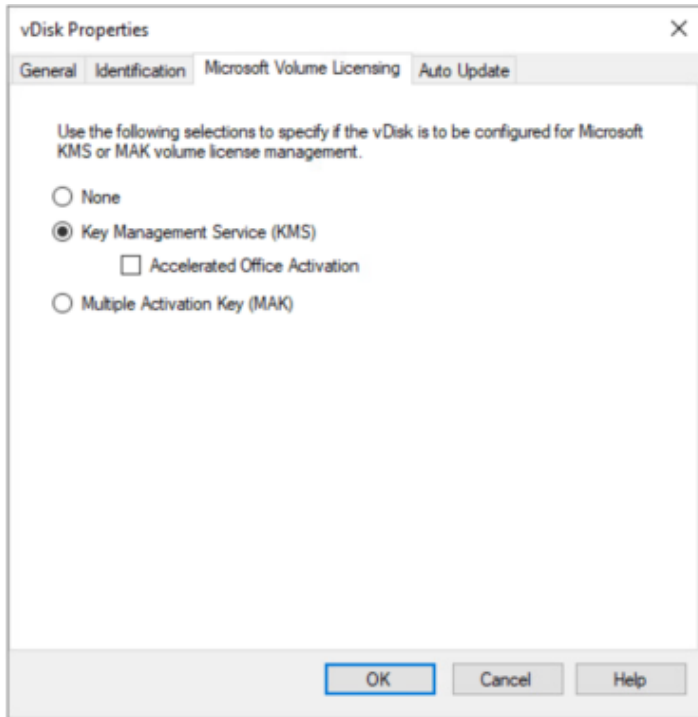 vDisk Properties
General Identification Microsoft Volume Licensing Auto Update
Use the following selections to specify if the vDisk is to be configured for Microsoft
KMS or MAK volume license management.
None
Key Management Service (KMS)
Accelerated Office Activation
Multiple Activation Key (MAK)
OK Cancel Help